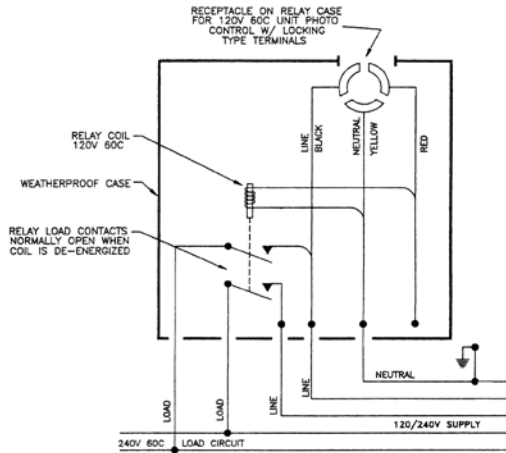 RECEPTACLE ON RELAY CASE
FOR 120V 60C UNIT PHOTO
CONTROL W/ LOCKING
TYPE TERMINALS
LINE
BLACK
NEUTRAL
YELLOW
RED
RELAY COIL
120V 60C
WEATHERPROOF CASE
RELAY LOAD CONTACTS
NORMALLY OPEN WHEN
COIL IS DE-ENERGIZED
NEUTRAL
LOAD
LOAD
LINE
LINE
120/240V SUPPLY
240V 60C LOAD CIRCUIT